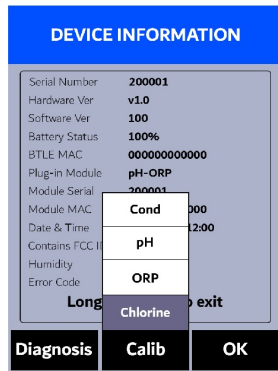 DEVICE INFORMATION
Serial Number 200001
Hardware Ver v1.0
Software Ver 100
Battery Status 100%
BTLE MAC 000000000000
Plug-in Module pH-ORP
Module Serial 200001
Module MAC 000
Date & Time 12:00
Contains FCC
Humidity
Error Code
Long exit
Cond
pH
ORP
Chlorine
Diagnosis Calib OK